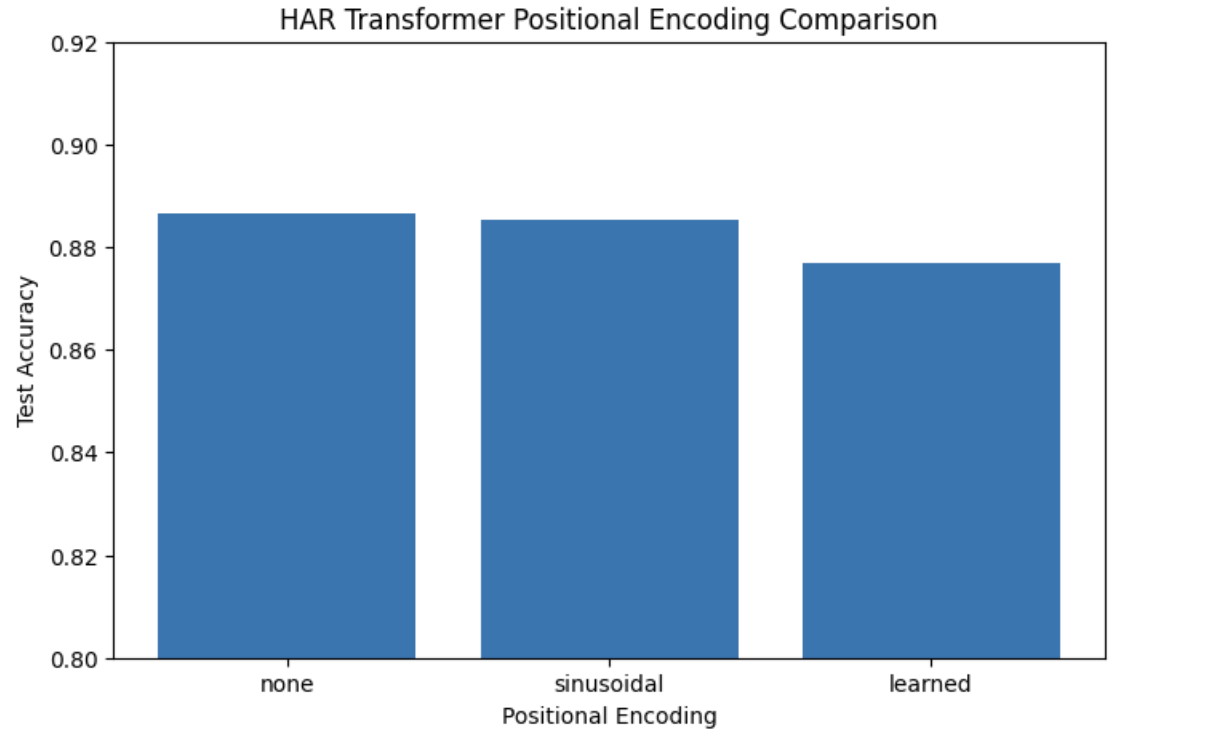 HAR Transformer Positional Encoding Comparison
0.92
0.90
0.88
0.86
0.84
0.82
0.80
Test Accuracy
none sinusoidal learned
Positional Encoding